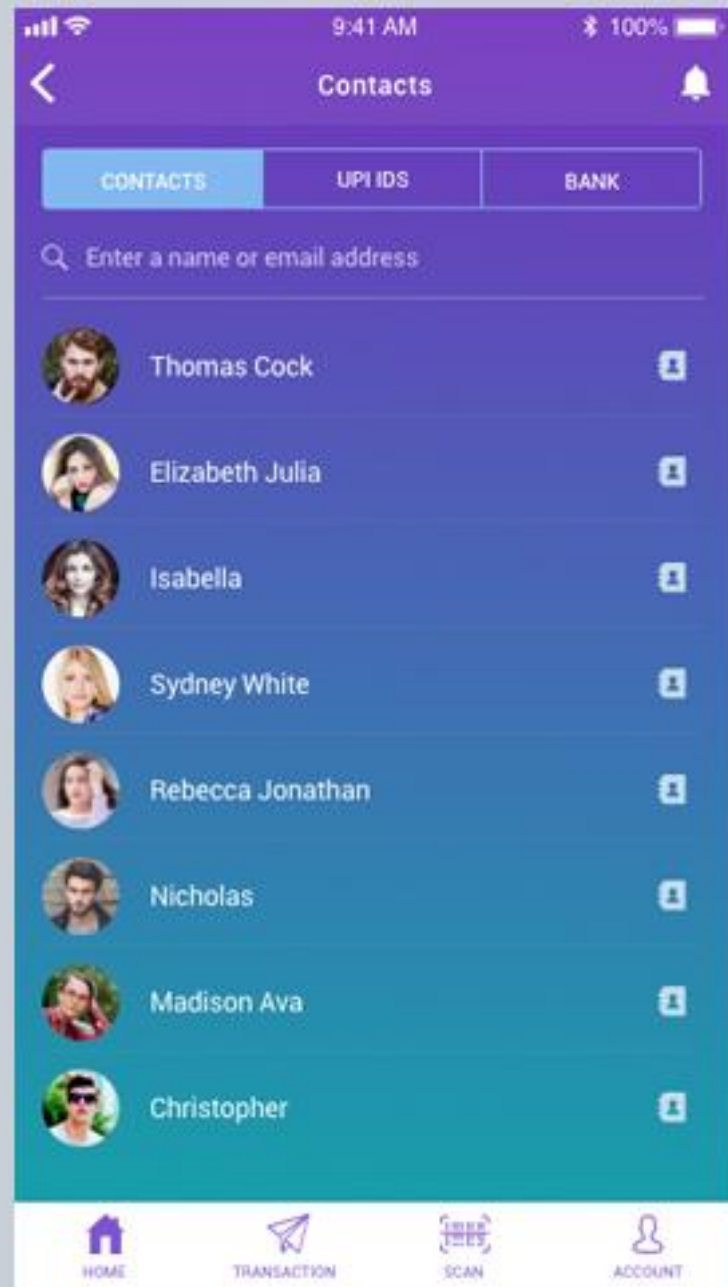 9:41 AM 100%
Contacts
CONTACTS UPI IDS BANK
Enter a name or email address
Thomas Cock
Elizabeth Julia
Isabella
Sydney White
Rebecca Jonathan
Nicholas
Madison Ava
Christopher
HOME TRANSACTION SCAN ACCOUNT